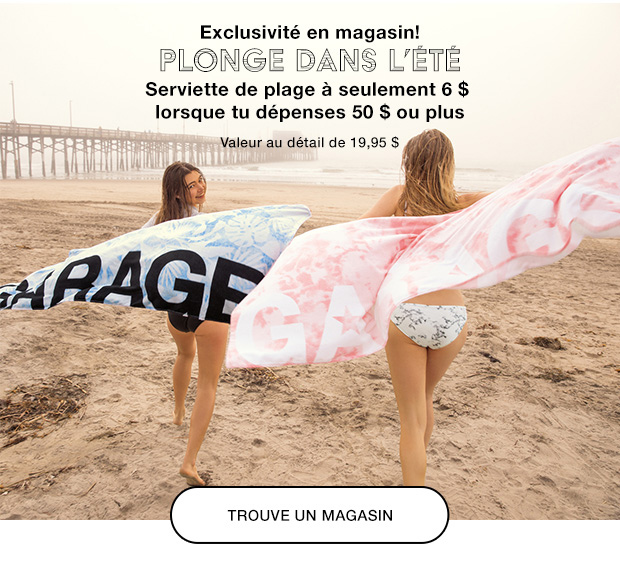 Exclusivité en magasin!
PLONGE DANS L'ÉTÉ
Serviette de plage à seulement 6 $
lorsque tu dépenses 50 $ ou plus
Valeur au détail de 19,95 $
GARAGE
GA
TROUVE UN MAGASIN